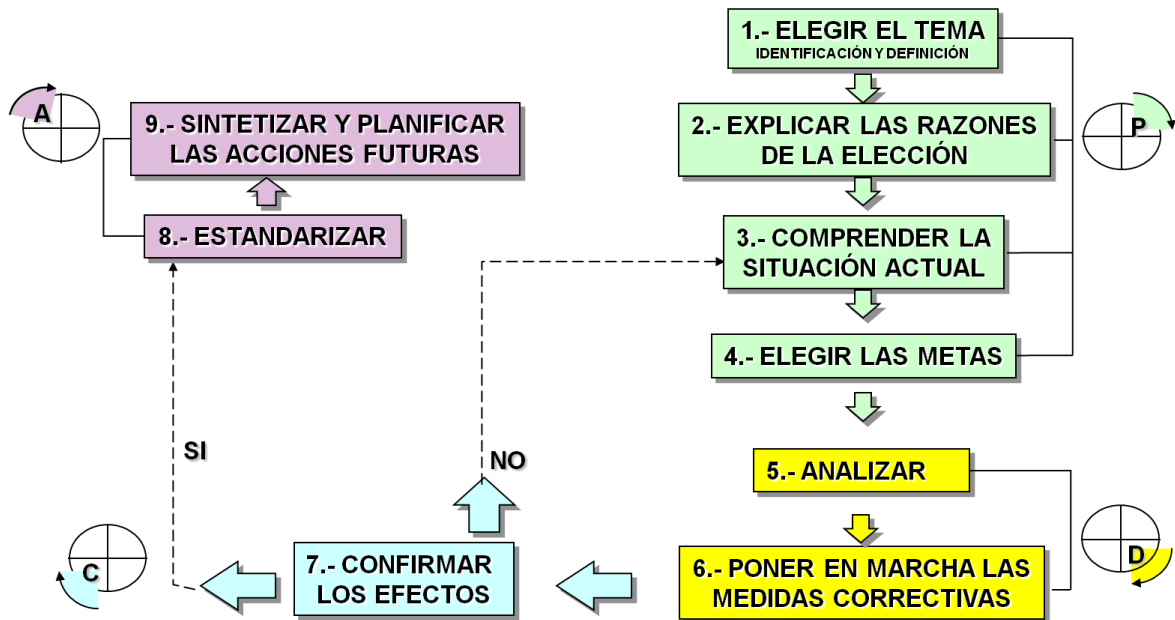 1.- ELEGIR EL TEMA
IDENTIFICACIÓN Y DEFINICIÓN
P
2.- EXPLICAR LAS RAZONES
DE LA ELECCIÓN
3.- COMPRENDER LA
SITUACIÓN ACTUAL
4.- ELEGIR LAS METAS
5.- ANALIZAR
D
6.- PONER EN MARCHA LAS
MEDIDAS CORRECTIVAS
7.- CONFIRMAR
LOS EFECTOS
C
NO
SI
8.- ESTANDARIZAR
9.- SINTETIZAR Y PLANIFICAR
LAS ACCIONES FUTURAS
A